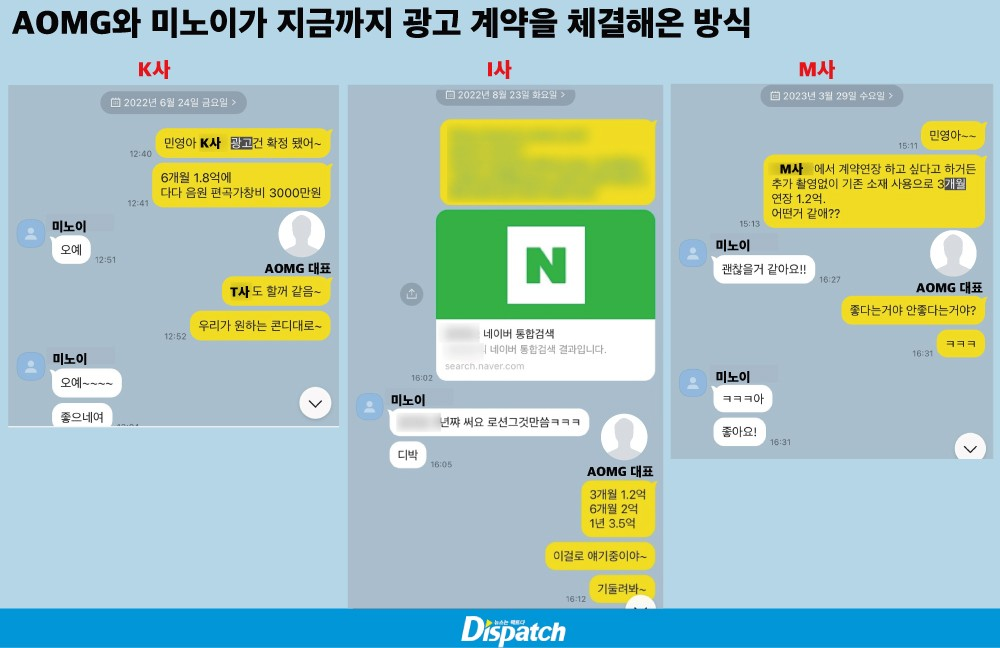 AOMG와 미노이가 지금까지 광고 계약을 체결해온 방식
K사
2022년 6월 24일 금요일 >
민영아 K사 광고건 확정 됐어~
12:40
6개월 1.8억에
다다 음원 편곡가창비 3000만원
12:41
미노이
오예
12:51
AOMG 대표
T사도 할꺼 같음~
우리가 원하는 콘디대로~
12:52
미노이
오예~~~~
좋으네여
I사
2022년 8월 23일 화요일 >
N
네이버 통합검색
네이버 통합검색 결과입니다.
search.naver.com
16:02
미노이
년쨔 써요 로션그것만씀ㅋㅋㅋ
디박
16:05
AOMG 대표
3개월 1.2억
6개월 2억
1년 3.5억
이걸로 얘기중이야~
기둘려봐~
16:12
M사
2023년 3월 29일 수요일 >
민영아~~
15:11
M사 에서 계약연장 하고 싶다고 하거든
추가 촬영없이 기존 소재 사용으로 3개월
연장 1.2억.
어떤거 같애??
15:13
미노이
괜찮을거 같아요!!
16:27
AOMG 대표
좋다는거야 안좋다는거야?
ㅋㅋㅋ
16:31
미노이
ㅋㅋㅋ아
좋아요!
16:31
뉴스는 팩트다
Dispatch